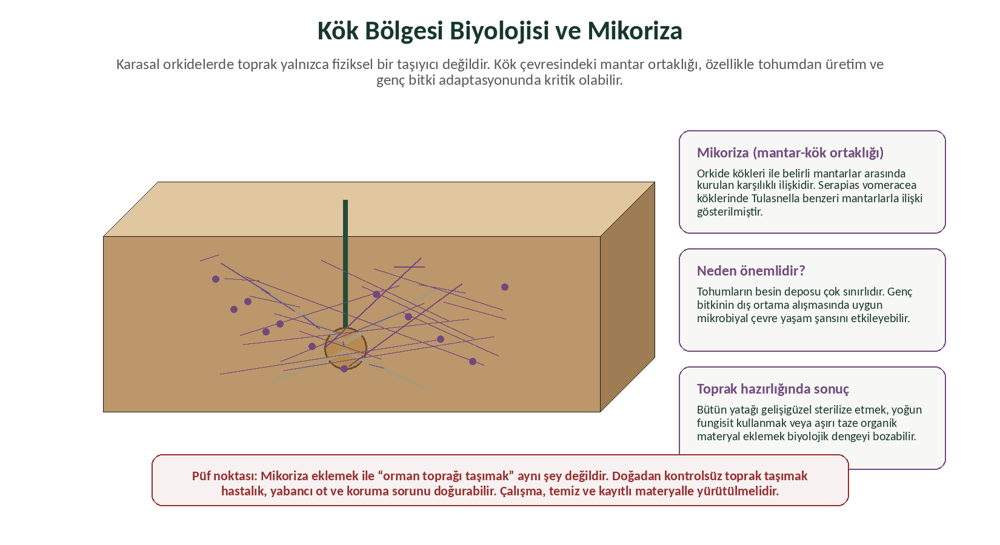 Kök Bölgesi Biyolojisi ve Mikoriza
Karasal orkidelerde toprak yalnızca fiziksel bir taşıyıcı değildir. Kök çevresindeki mantar ortaklığı, özellikle tohumdan üretim ve
genç bitki adaptasyonunda kritik olabilir.
Mikoriza (mantar-kök ortaklığı)
Orkide kökleri ile belirli mantarlar arasında
kurulan karşılıklı ilişkidir. Serapias vomeracea
köklerinde Tulasnella benzeri mantarlarla ilişki
gösterilmiştir.
Neden önemlidir?
Tohumların besin deposu çok sınırlıdır. Genç
bitkinin dış ortama alışmasında uygun
mikrobiyal çevre yaşam şansını etkileyebilir.
Toprak hazırlığında sonuç
Bütün yatağı gelişigüzel sterilize etmek, yoğun
fungisit kullanmak veya aşırı taze organik
materyal eklemek biyolojik dengeyi bozabilir.
Püf noktası: Mikoriza eklemek ile “orman toprağı taşımak” aynı şey değildir. Doğadan kontrolsüz toprak taşımak
hastalık, yabancı ot ve koruma sorunu doğurabilir. Çalışma, temiz ve kayıtlı materyalle yürütülmelidir.